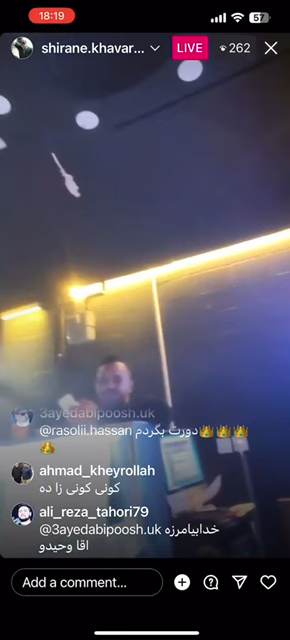 18:19
57
shirane.khavar...
LIVE
262
3ayedabipoosh.uk
@rasolii.hassan دورت بگردم👑👑👑
👑
ahmad_kheyrollah
کونی کونی زا ده
ali_reza_tahori79
@3ayedabipoosh.uk خدابیامرزه
اقا وحیدو
Add a comment...